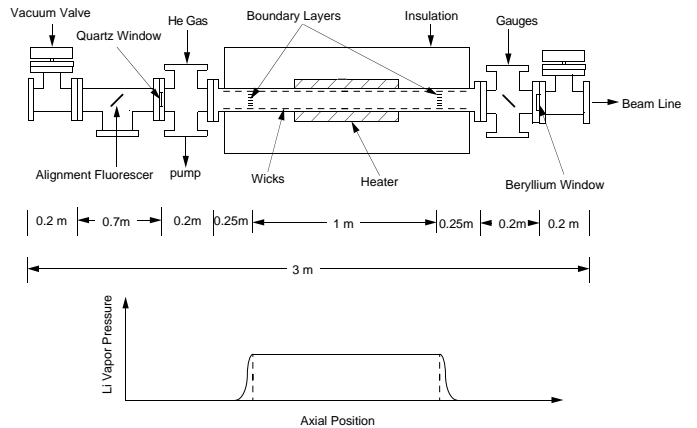 Vacuum Valve
He Gas
Boundary Layers
Insulation
Gauges
Quartz Window
Beam Line
Alignment Fluorescer
pump
Wicks
Heater
Beryllium Window
0.2 m
0.7m
0.2m
0.25m
1 m
0.25m
0.2m
0.2 m
3 m
Li Vapor Pressure
Axial Position